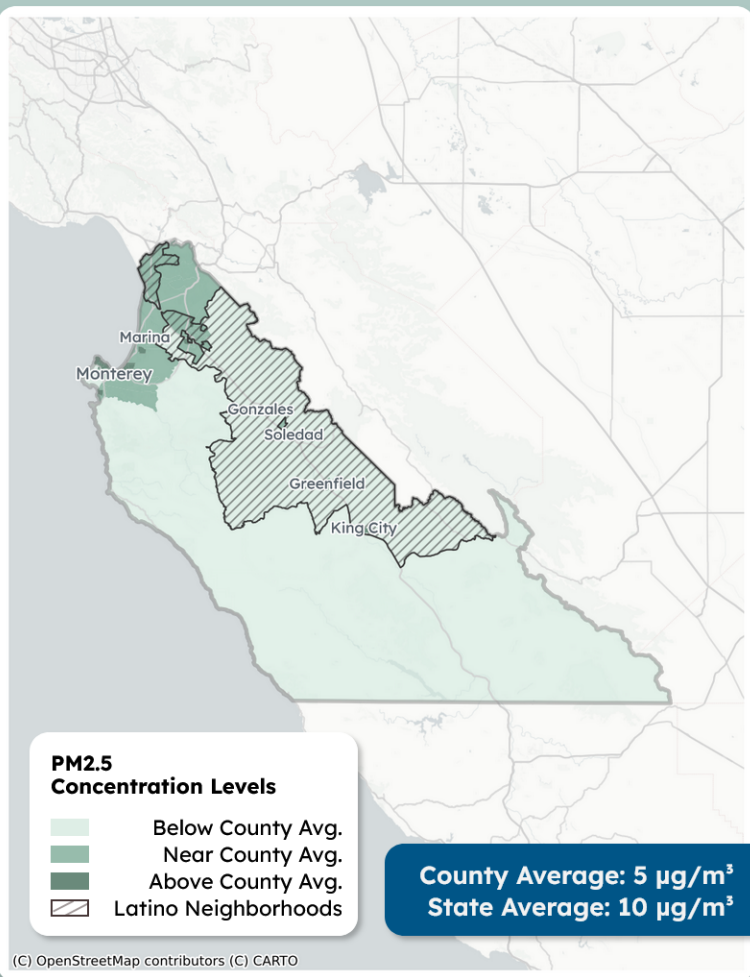 Marina
Monterey
Gonzales
Soledad
Greenfield
King City
PM2.5
Concentration Levels
Below County Avg.
Near County Avg.
Above County Avg.
Latino Neighborhoods
County Average: 5 µg/m³
State Average: 10 µg/m³
(C) OpenStreetMap contributors (C) CARTO